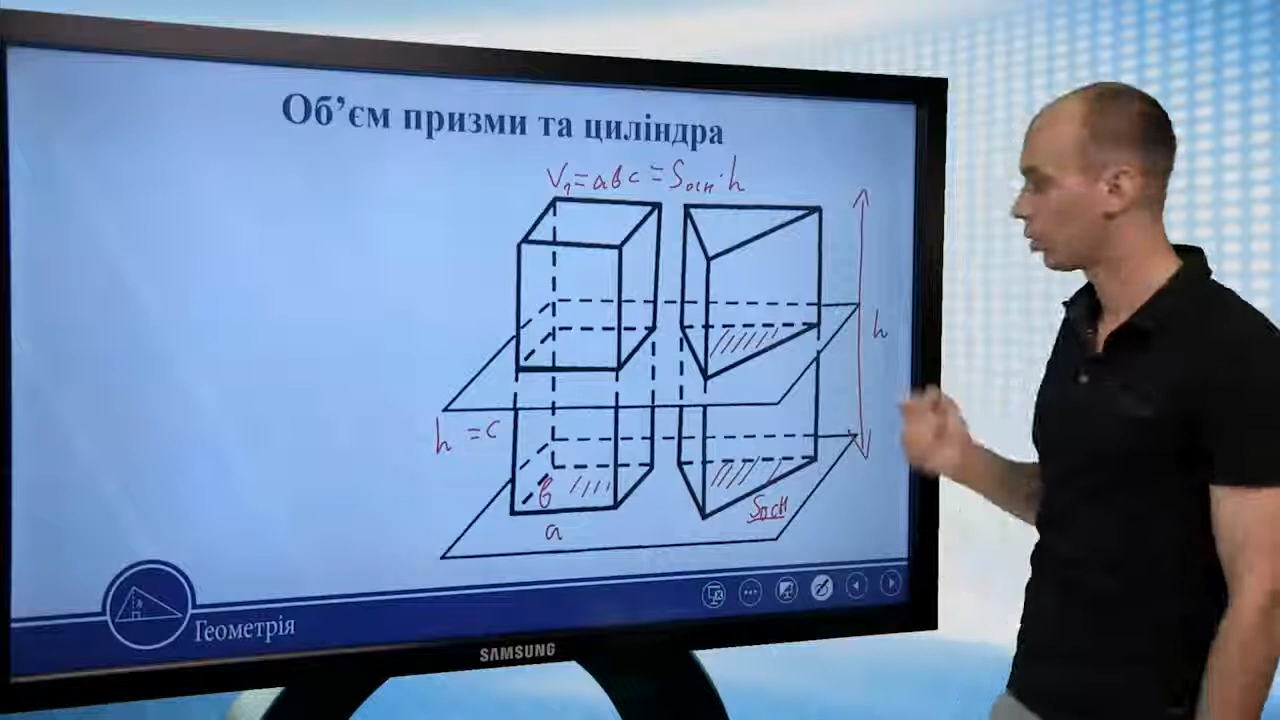 Об’єм призми та циліндра
V₁=abc=Sосн·h
h
h=c
b
a
Sосн
Геометрія
SAMSUNG